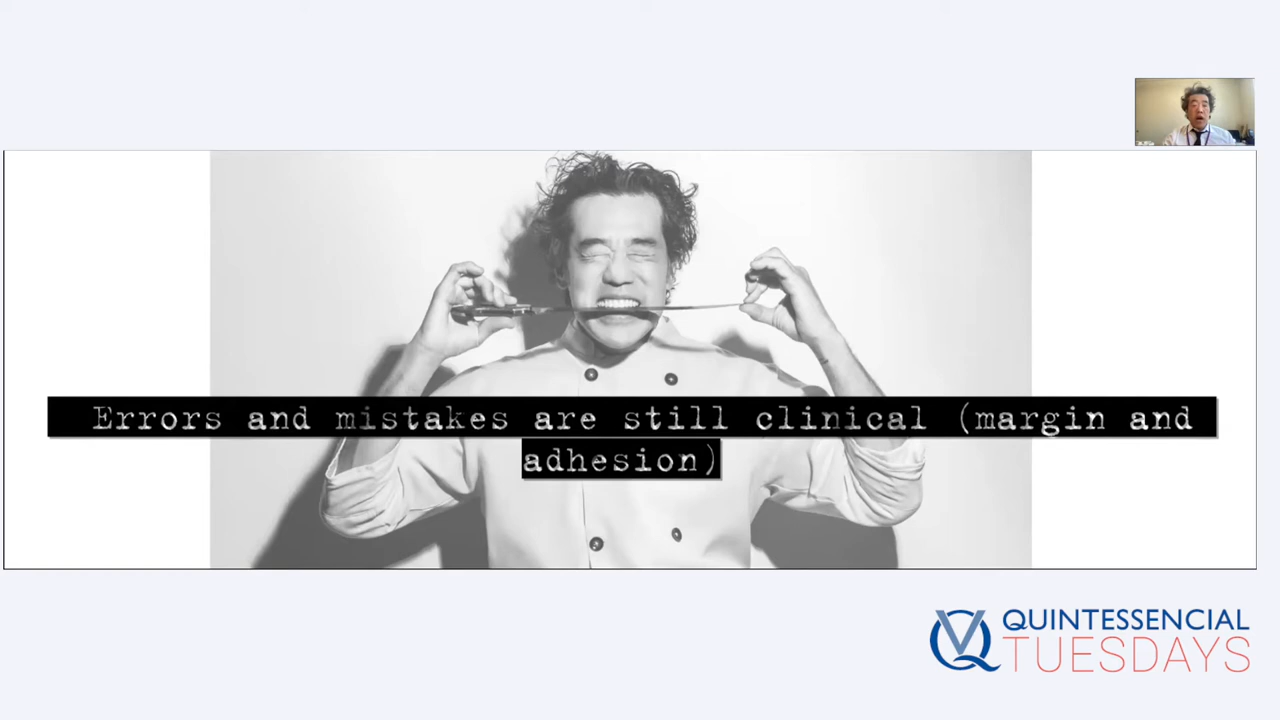 Errors and mistakes are still clinical (margin and
adhesion)
QUINTESSENCIAL
TUESDAYS